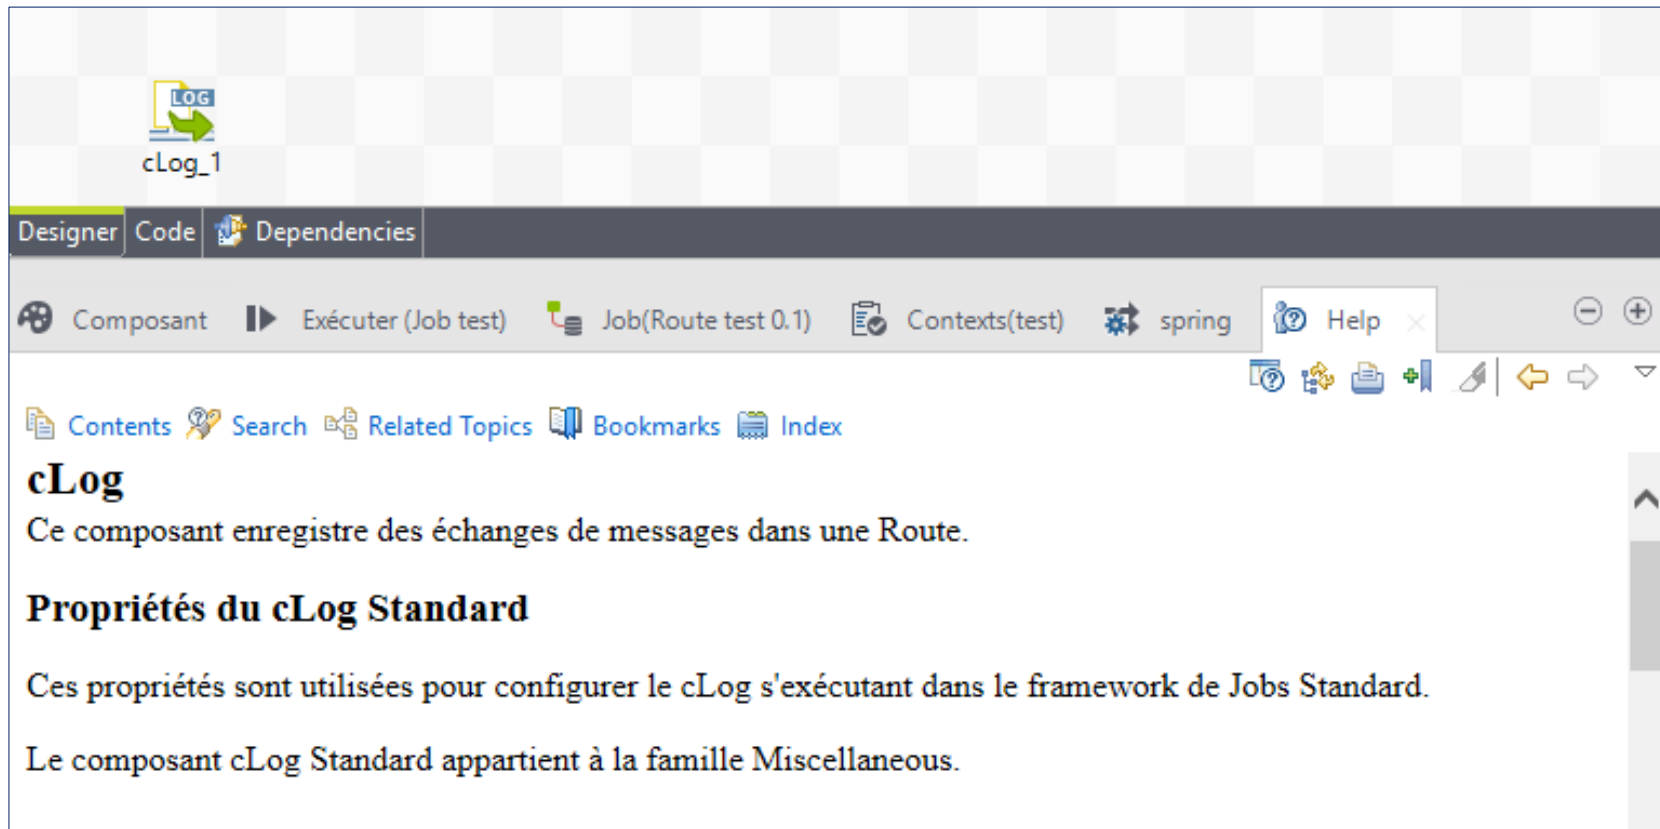 LOG
cLog_1
Designer Code Dependencies
Composant Exécuter (Job test) Job(Route test 0.1) Contexts(test) spring Help
Contents Search Related Topics Bookmarks Index
cLog
Ce composant enregistre des échanges de messages dans une Route.
Propriétés du cLog Standard
Ces propriétés sont utilisées pour configurer le cLog s'exécutant dans le framework de Jobs Standard.
Le composant cLog Standard appartient à la famille Miscellaneous.